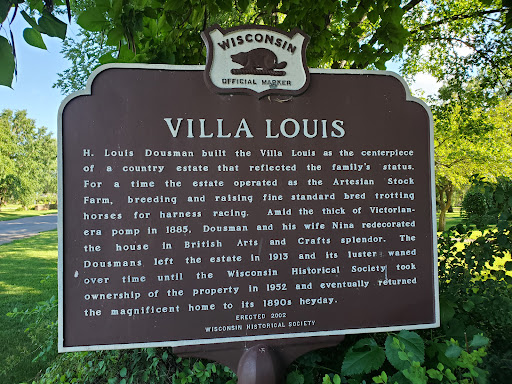 WISCONSIN
OFFICIAL MARKER
VILLA LOUIS
H. Louis Dousman built the Villa Louis as the centerpiece
of a country estate that reflected the family's status.
For a time the estate operated as the Artesian Stock
Farm, breeding and raising fine standard bred trotting
horses for harness racing. Amid the thick of Victorian-
era pomp in 1885, Dousman and his wife Nina redecorated
the house in British Arts and Crafts splendor. The
Dousmans left the estate in 1913 and its luster waned
over time until the Wisconsin Historical Society took
ownership of the property in 1952 and eventually returned
the magnificent home to its 1890s heyday.
ERECTED 2002
WISCONSIN HISTORICAL SOCIETY